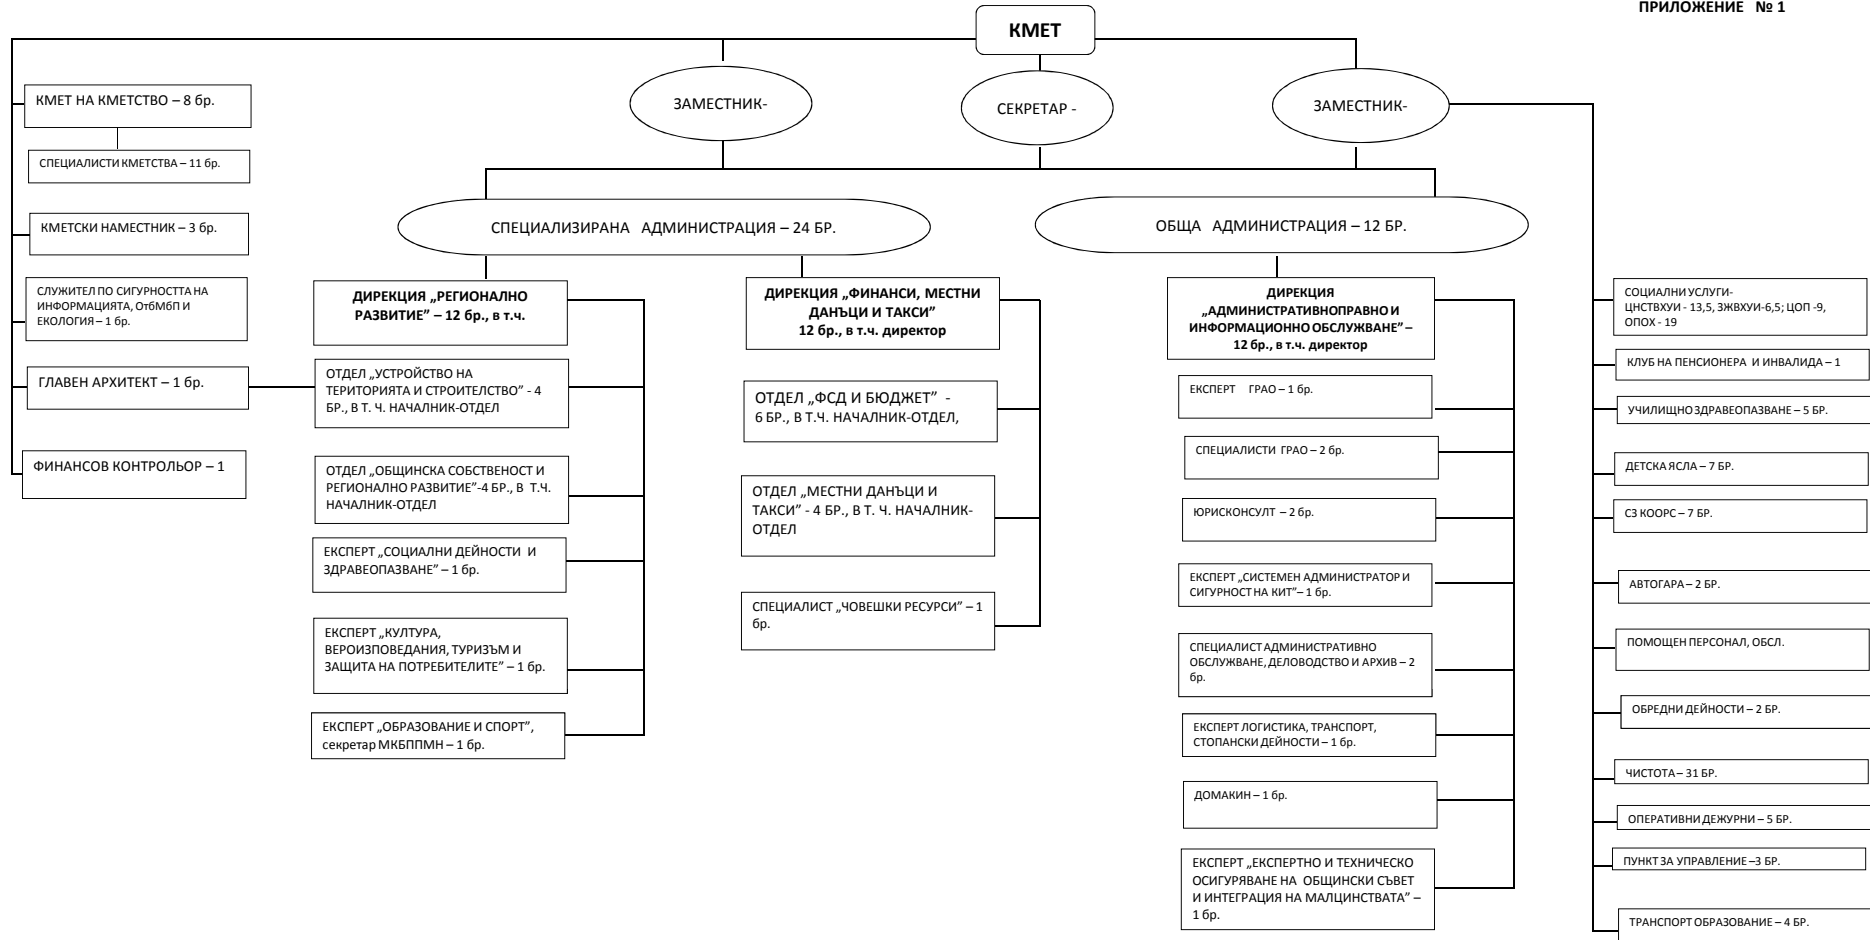 ПРИЛОЖЕНИЕ № 1
КМЕТ
ЗАМЕСТНИК-
СЕКРЕТАР -
ЗАМЕСТНИК-
КМЕТ НА КМЕТСТВО – 8 бр.
СПЕЦИАЛИСТИ КМЕТСТВА – 11 бр.
КМЕТСКИ НАМЕСТНИК – 3 бр.
СЛУЖИТЕЛ ПО СИГУРНОСТТА НА
ИНФОРМАЦИЯТА, ОтбМбП И
ЕКОЛОГИЯ – 1 бр.
ГЛАВЕН АРХИТЕКТ – 1 бр.
ФИНАНСОВ КОНТРОЛЬОР – 1
СПЕЦИАЛИЗИРАНА АДМИНИСТРАЦИЯ – 24 БР.
ОБЩА АДМИНИСТРАЦИЯ – 12 БР.
ДИРЕКЦИЯ „РЕГИОНАЛНО
РАЗВИТИЕ” – 12 бр., в т.ч.
ОТДЕЛ „УСТРОЙСТВО НА
ТЕРИТОРИЯТА И СТРОИТЕЛСТВО” - 4
БР., В Т. Ч. НАЧАЛНИК-ОТДЕЛ
ОТДЕЛ „ОБЩИНСКА СОБСТВЕНОСТ И
РЕГИОНАЛНО РАЗВИТИЕ”-4 БР., В Т.Ч.
НАЧАЛНИК-ОТДЕЛ
ЕКСПЕРТ „СОЦИАЛНИ ДЕЙНОСТИ И
ЗДРАВЕОПАЗВАНЕ” – 1 бр.
ЕКСПЕРТ „КУЛТУРА,
ВЕРОИЗПОВЕДАНИЯ, ТУРИЗЪМ И
ЗАЩИТА НА ПОТРЕБИТЕЛИТЕ” – 1 бр.
ЕКСПЕРТ „ОБРАЗОВАНИЕ И СПОРТ”,
секретар МКБППМН – 1 бр.
ДИРЕКЦИЯ „ФИНАНСИ, МЕСТНИ
ДАНЪЦИ И ТАКСИ”
12 бр., в т.ч. директор
ОТДЕЛ „ФСД И БЮДЖЕТ” -
6 БР., В Т.Ч. НАЧАЛНИК-ОТДЕЛ,
ОТДЕЛ „МЕСТНИ ДАНЪЦИ И
ТАКСИ” - 4 БР., В Т. Ч. НАЧАЛНИК-
ОТДЕЛ
СПЕЦИАЛИСТ „ЧОВЕШКИ РЕСУРСИ” – 1
бр.
ДИРЕКЦИЯ
„АДМИНИСТРАТИВНОПРАВНО И
ИНФОРМАЦИОННО ОБСЛУЖВАНЕ” –
12 бр., в т.ч. директор
ЕКСПЕРТ ГРАО – 1 бр.
СПЕЦИАЛИСТИ ГРАО – 2 бр.
ЮРИСКОНСУЛТ – 2 бр.
ЕКСПЕРТ „СИСТЕМЕН АДМИНИСТРАТОР И
СИГУРНОСТ НА КИТ”– 1 бр.
СПЕЦИАЛИСТ АДМИНИСТРАТИВНО
ОБСЛУЖВАНЕ, ДЕЛОВОДСТВО И АРХИВ – 2
бр.
ЕКСПЕРТ ЛОГИСТИКА, ТРАНСПОРТ,
СТОПАНСКИ ДЕЙНОСТИ – 1 бр.
ДОМАКИН – 1 бр.
ЕКСПЕРТ „ЕКСПЕРТНО И ТЕХНИЧЕСКО
ОСИГУРЯВАНЕ НА ОБЩИНСКИ СЪВЕТ
И ИНТЕГРАЦИЯ НА МАЛЦИНСТВАТА” –
1 бр.
СОЦИАЛНИ УСЛУГИ-
ЦНСТВХУИ - 13,5, ЗЖВХУИ-6,5; ЦОП -9,
ОПОХ - 19
КЛУБ НА ПЕНСИОНЕРА И ИНВАЛИДА – 1
УЧИЛИЩНО ЗДРАВЕОПАЗВАНЕ – 5 БР.
ДЕТСКА ЯСЛА – 7 БР.
СЗ КООРС – 7 БР.
АВТОГАРА – 2 БР.
ПОМОЩЕН ПЕРСОНАЛ, ОБСЛ.
ОБРЕДНИ ДЕЙНОСТИ – 2 БР.
ЧИСТОТА – 31 БР.
ОПЕРАТИВНИ ДЕЖУРНИ – 5 БР.
ПУНКТ ЗА УПРАВЛЕНИЕ –3 БР.
ТРАНСПОРТ ОБРАЗОВАНИЕ – 4 БР.